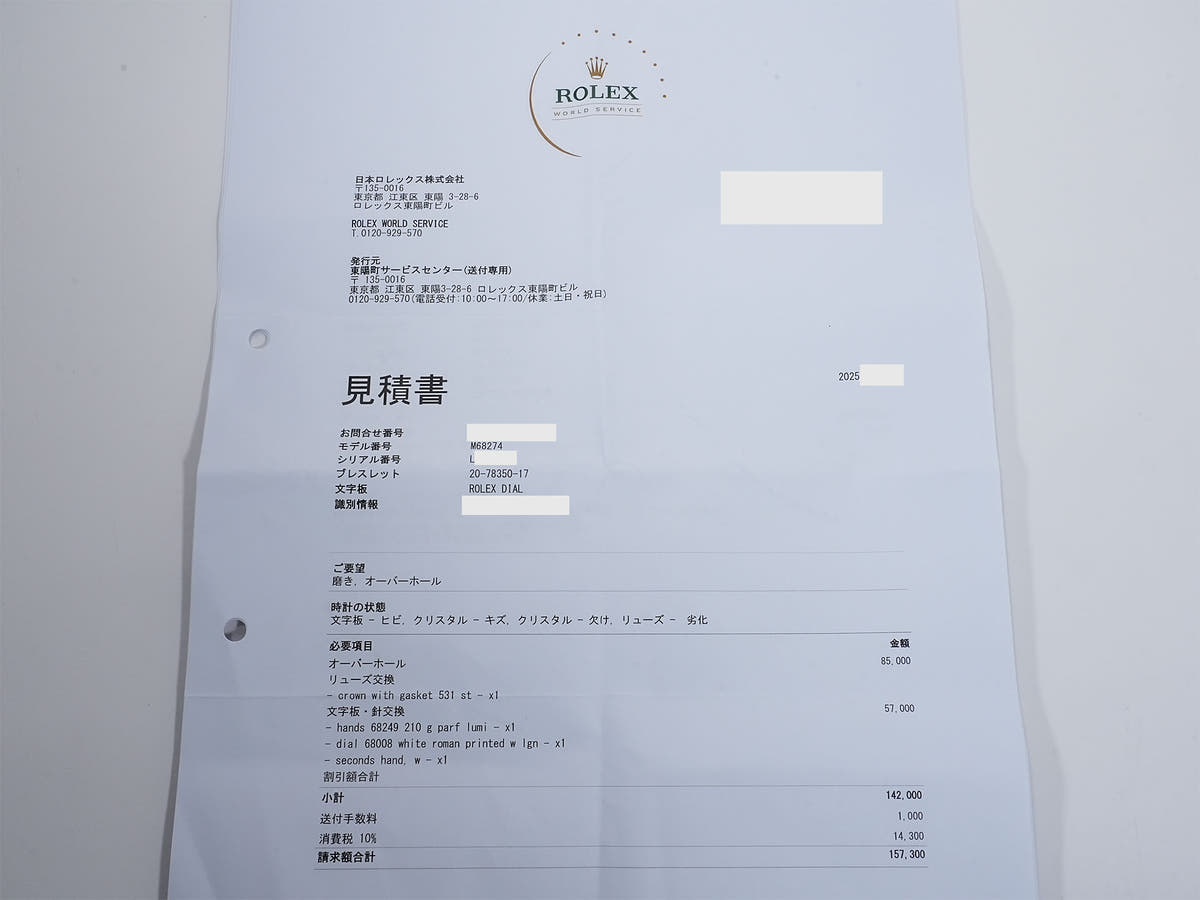 ROLEX
WORLD SERVICE
日本ロレックス株式会社
〒135-0016
東京都 江東区 東陽 3-28-6
ロレックス東陽町ビル
ROLEX WORLD SERVICE
T.0120-929-570
発行元
東陽町サービスセンター(送付専用)
〒 135-0016
東京都 江東区 東陽3-28-6 ロレックス東陽町ビル
0120-929-570(電話受付:10:00～17:00/休業:土日・祝日)
2025
見積書
お問合せ番号
モデル番号 M68274
シリアル番号 L
ブレスレット 20-78350-17
文字板 ROLEX DIAL
識別情報
ご要望
磨き, オーバーホール
時計の状態
文字板 - ヒビ, クリスタル - キズ, クリスタル - 欠け, リューズ - 劣化
必要項目 金額
オーバーホール 85,000
リューズ交換
- crown with gasket 531 st - x1
文字板・針交換 57,000
- hands 68249 210 g parf lumi - x1
- dial 68008 white roman printed w lgn - x1
- seconds hand, w - x1
割引額合計
小計 142,000
送付手数料 1,000
消費税 10% 14,300
請求額合計 157,300